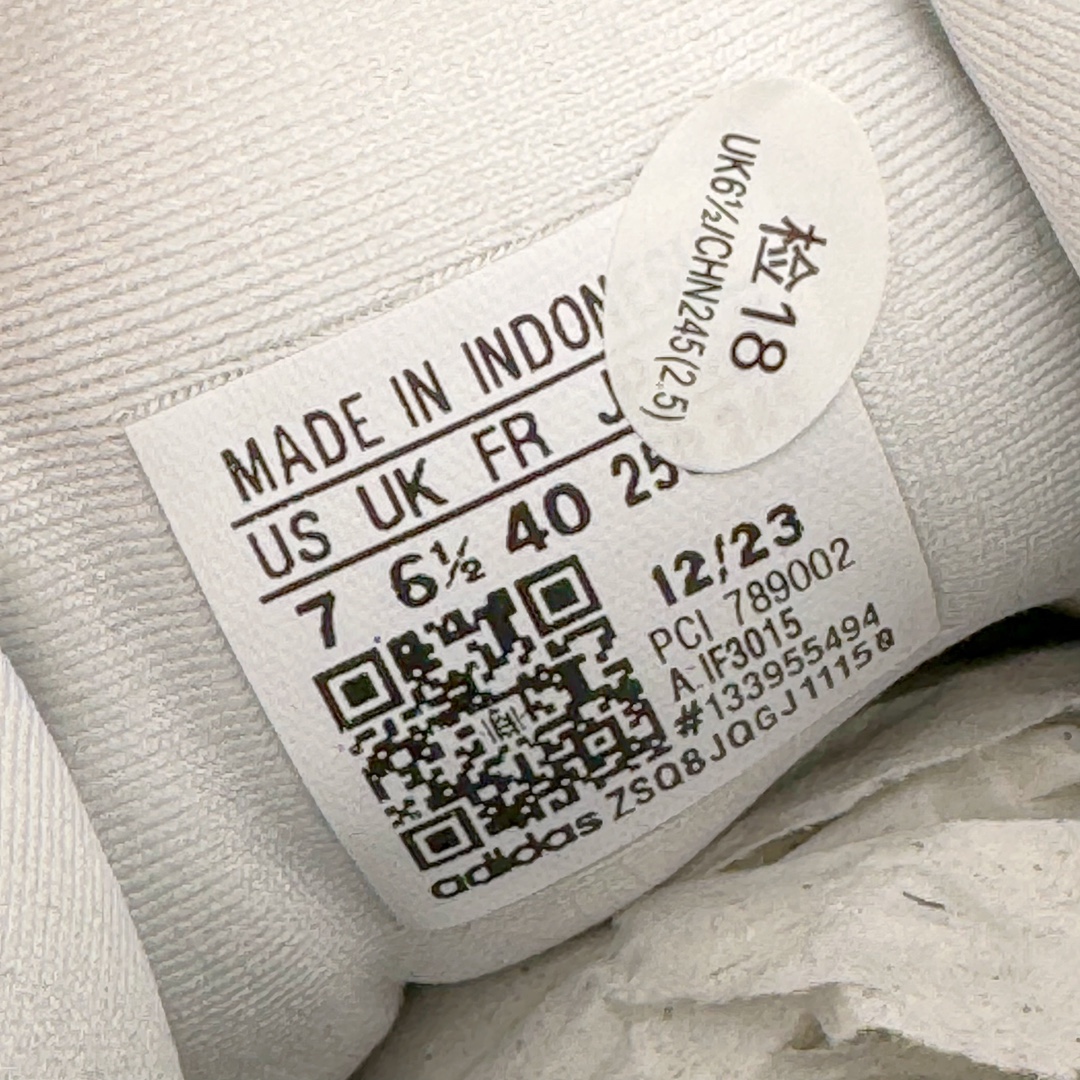 MADE IN INDON
US UK FR J
7 6½ 40 25
12/23
PCI 789002
A.IF3015
#133955494
adidas ZSQ8JQGJ1115Q
检18
UK6½/CHN245(2.5)